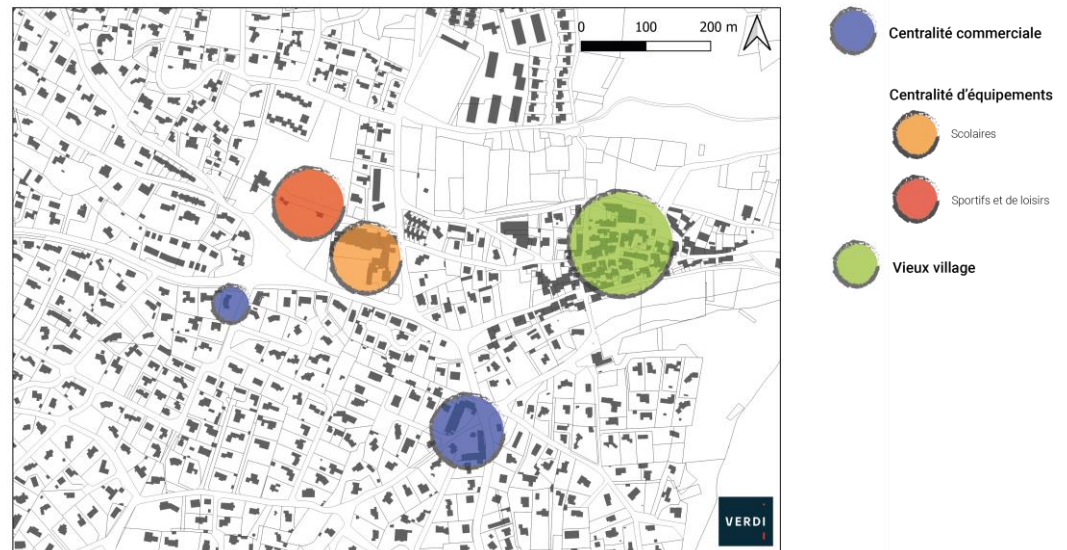 0 100 200 m
Centralité commerciale
Centralité d'équipements
Scolaires
Sportifs et de loisirs
Vieux village
VERDI